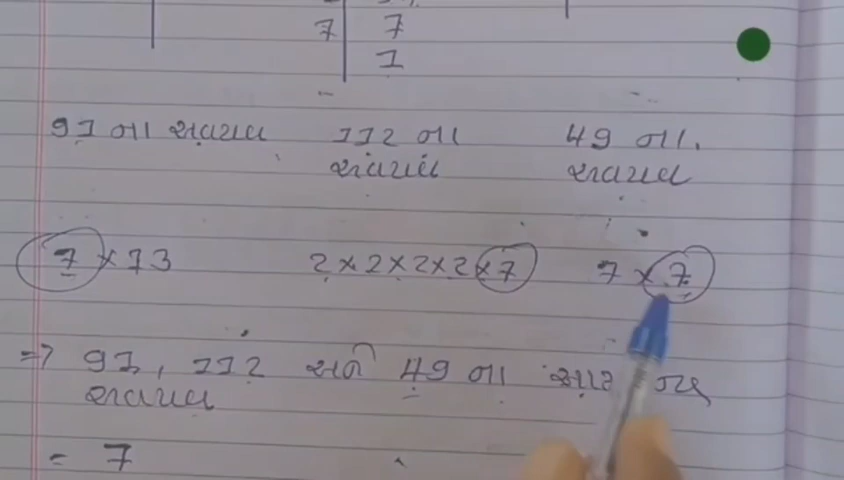 7 7
1
91 ના અવયવ 112 ના 49 ના.
અવયવ અવયવ
7 × 13 2 × 2 × 2 × 2 × 7 7 × 7
⇒ 91, 112 અને 49 ના
અવયવ
= 7